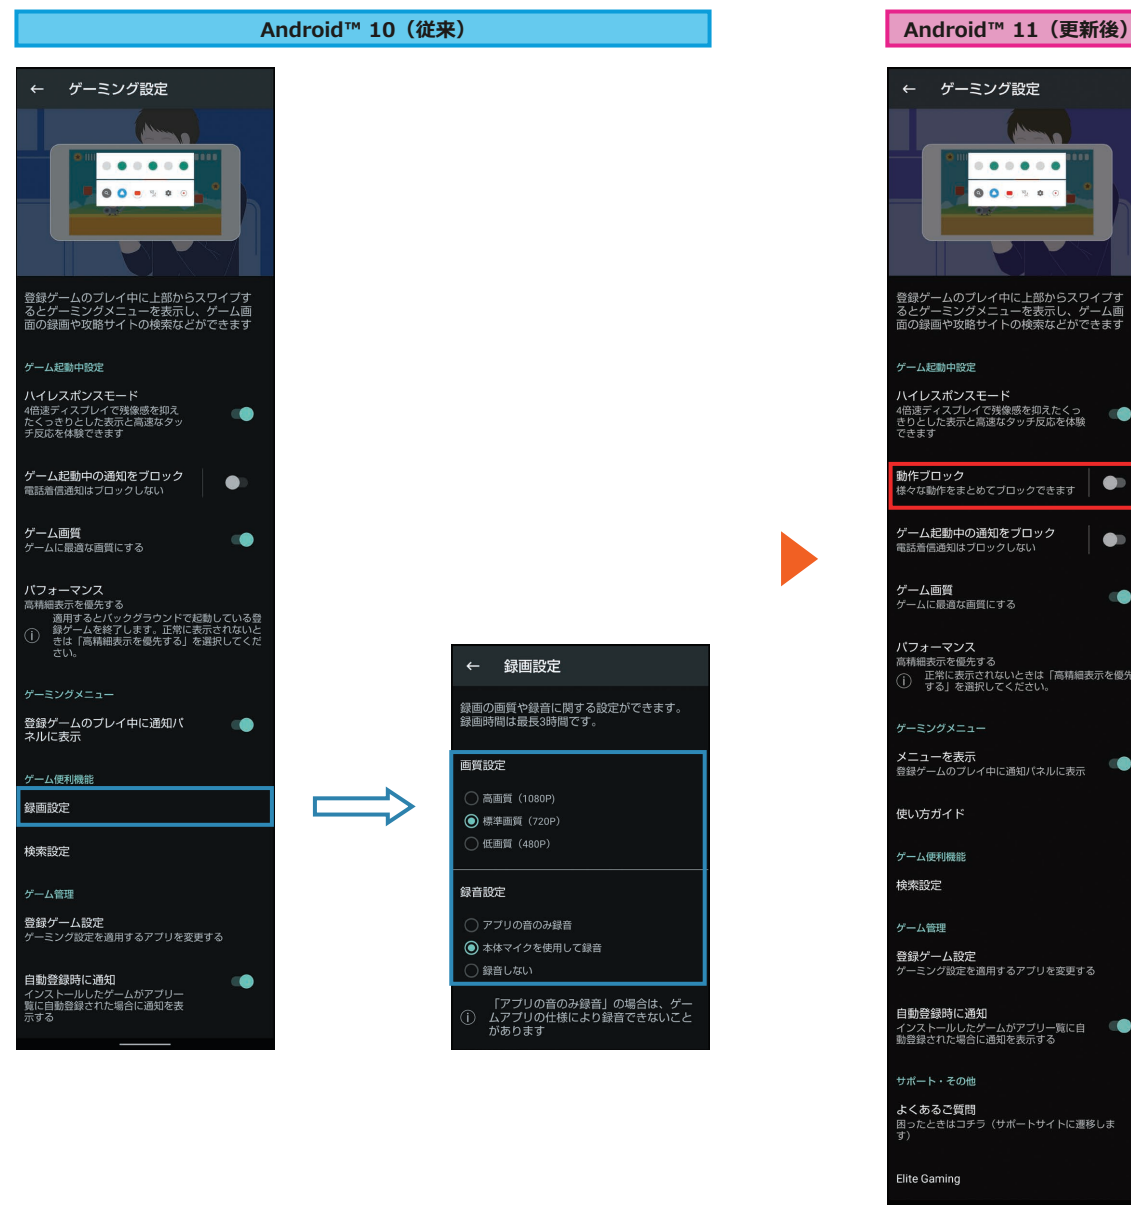 Android™ 10（従来）
← ゲーミング設定
登録ゲームのプレイ中に上部からスワイプす
るとゲーミングメニューを表示し、ゲーム画
面の録画や攻略サイトの検索などができます
ゲーム起動中設定
ハイレスポンスモード
4倍速ディスプレイで残像感を抑え
たくっきりとした表示と高速なタッ
チ反応を体験できます
ゲーム起動中の通知をブロック
電話着信通知はブロックしない
ゲーム画質
ゲームに最適な画質にする
パフォーマンス
高精細表示を優先する
適用するとバックグラウンドで起動している登
録ゲームを終了します。正常に表示されないと
きは「高精細表示を優先する」を選択してくだ
さい。
ゲーミングメニュー
登録ゲームのプレイ中に通知パ
ネルに表示
ゲーム便利機能
録画設定
検索設定
ゲーム管理
登録ゲーム設定
ゲーミング設定を適用するアプリを変更する
自動登録時に通知
インストールしたゲームがアプリ一
覧に自動登録された場合に通知を表
示する
← 録画設定
録画の画質や録音に関する設定ができます。
録画時間は最長3時間です。
画質設定
高画質（1080P）
標準画質（720P）
低画質（480P）
録音設定
アプリの音のみ録音
本体マイクを使用して録音
録音しない
「アプリの音のみ録音」の場合は、ゲー
ムアプリの仕様により録音できないこと
があります
Android™ 11（更新後）
← ゲーミング設定
登録ゲームのプレイ中に上部からスワイプす
るとゲーミングメニューを表示し、ゲーム画
面の録画や攻略サイトの検索などができます
ゲーム起動中設定
ハイレスポンスモード
4倍速ディスプレイで残像感を抑えたくっ
きりとした表示と高速なタッチ反応を体験
できます
動作ブロック
様々な動作をまとめてブロックできます
ゲーム起動中の通知をブロック
電話着信通知はブロックしない
ゲーム画質
ゲームに最適な画質にする
パフォーマンス
高精細表示を優先する
正常に表示されないときは「高精細表示を優先
する」を選択してください。
ゲーミングメニュー
メニューを表示
登録ゲームのプレイ中に通知パネルに表示
使い方ガイド
ゲーム便利機能
検索設定
ゲーム管理
登録ゲーム設定
ゲーミング設定を適用するアプリを変更する
自動登録時に通知
インストールしたゲームがアプリ一覧に自
動登録された場合に通知を表示する
サポート・その他
よくあるご質問
困ったときはコチラ（サポートサイトに遷移しま
す）
Elite Gaming